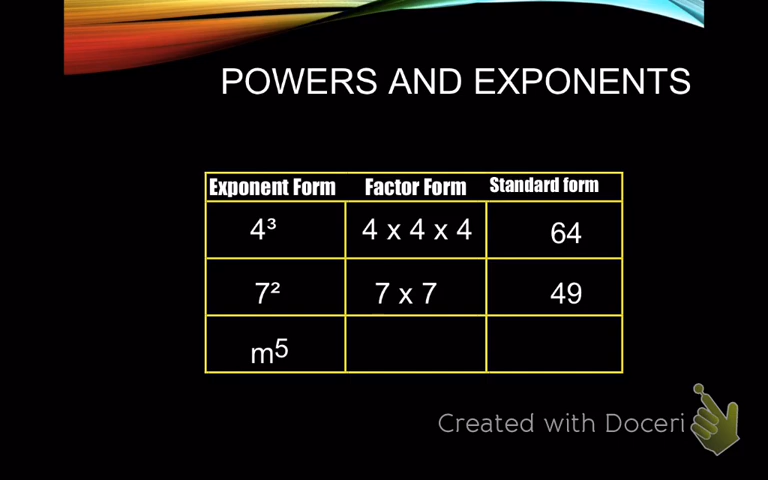 POWERS AND EXPONENTS
Exponent Form Factor Form Standard form
4³ 4 x 4 x 4 64
7² 7 x 7 49
m⁵
Created with Doceri